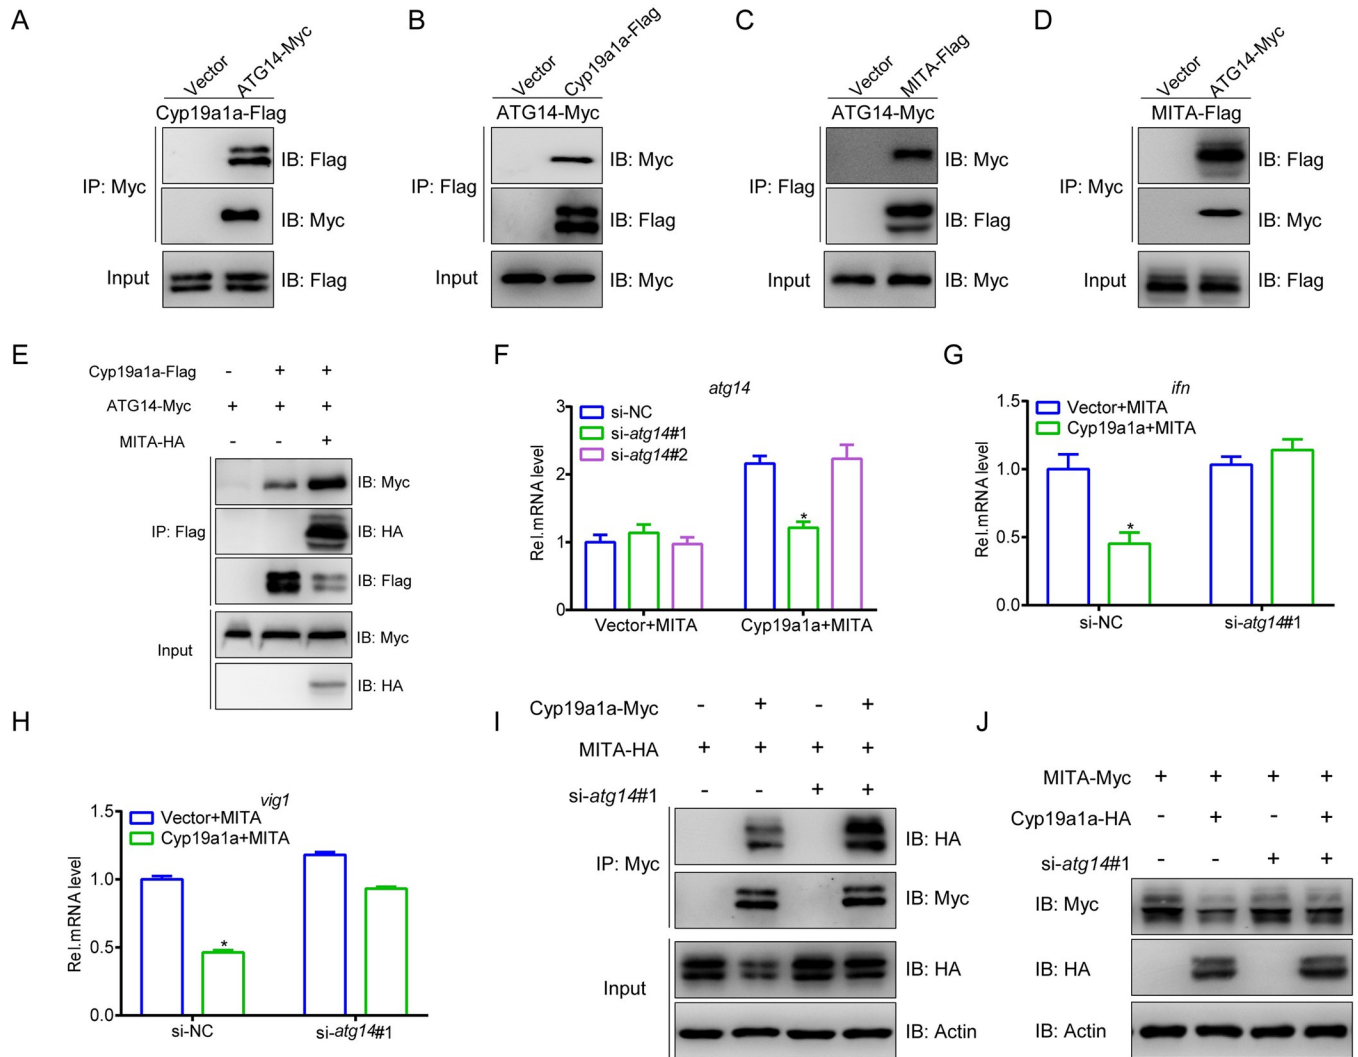 A
Vector
ATG14-Myc
Cyp19a1a-Flag
IP: Myc
IB: Flag
IB: Myc
Input
IB: Flag
B
Vector
Cyp19a1a-Flag
ATG14-Myc
IP: Flag
IB: Myc
IB: Flag
Input
IB: Myc
C
Vector
MITA-Flag
ATG14-Myc
IP: Flag
IB: Myc
IB: Flag
Input
IB: Myc
D
Vector
ATG14-Myc
MITA-Flag
IP: Myc
IB: Flag
IB: Myc
Input
IB: Flag
E
Cyp19a1a-Flag - + +
ATG14-Myc + + +
MITA-HA - - +
IP: Flag
IB: Myc
IB: HA
IB: Flag
Input
IB: Myc
IB: HA
F
atg14
si-NC
si-atg14#1
si-atg14#2
Rel.mRNA level
3
2
1
0
*
Vector+MITA
Cyp19a1a+MITA
G
ifn
Vector+MITA
Cyp19a1a+MITA
Rel.mRNA level
1.5
1.0
0.5
0.0
*
si-NC
si-atg14#1
H
vig1
Vector+MITA
Cyp19a1a+MITA
Rel.mRNA level
1.5
1.0
0.5
0.0
*
si-NC
si-atg14#1
I
Cyp19a1a-Myc - + - +
MITA-HA + + + +
si-atg14#1 - - + +
IP: Myc
IB: HA
IB: Myc
Input
IB: HA
IB: Actin
J
MITA-Myc + + + +
Cyp19a1a-HA - + - +
si-atg14#1 - - + +
IB: Myc
IB: HA
IB: Actin